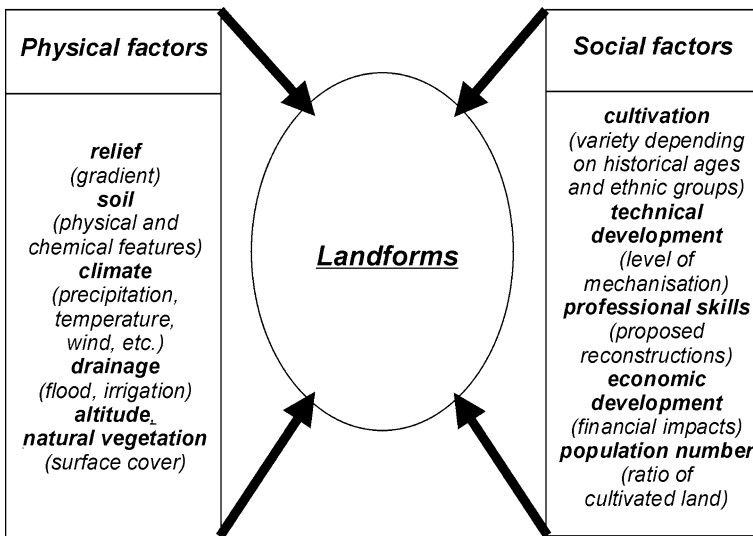 Physical factors
relief
(gradient)
soil
(physical and
chemical features)
climate
(precipitation,
temperature,
wind, etc.)
drainage
(flood, irrigation)
altitude,
natural vegetation
(surface cover)
Landforms
Social factors
cultivation
(variety depending
on historical ages
and ethnic groups)
technical
development
(level of
mechanisation)
professional skills
(proposed
reconstructions)
economic
development
(financial impacts)
population number
(ratio of
cultivated land)